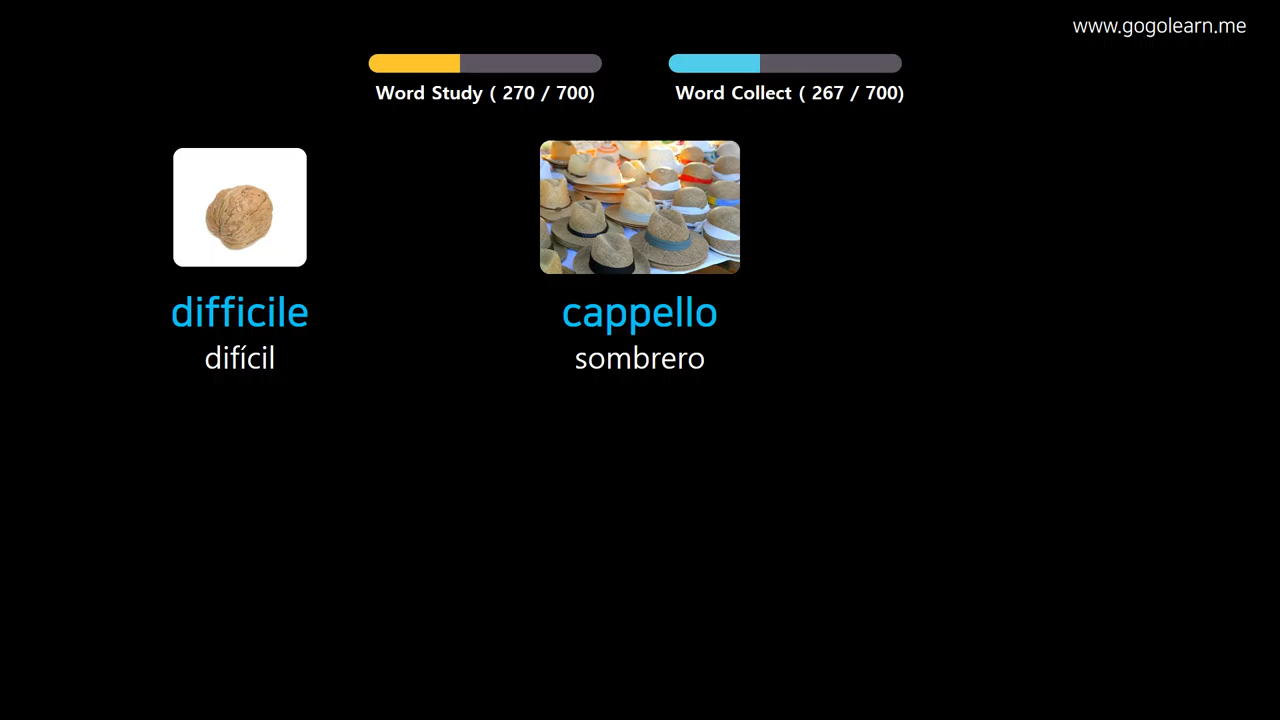 www.gogolearn.me
Word Study ( 270 / 700)
Word Collect ( 267 / 700)
difficile
difícil
cappello
sombrero